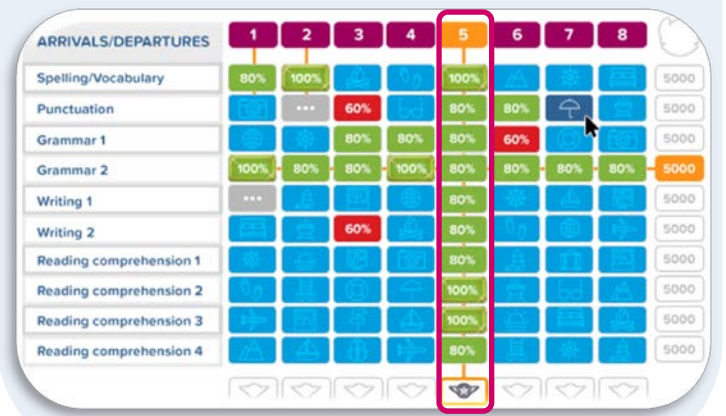 ARRIVALS/DEPARTURES 1 2 3 4 5 6 7 8
Spelling/Vocabulary 80% 100% 100% 5000
Punctuation ... 60% 80% 80% 5000
Grammar 1 80% 80% 80% 60% 5000
Grammar 2 100% 80% 80% 100% 80% 80% 80% 80% 5000
Writing 1 ... 80% 5000
Writing 2 60% 80% 5000
Reading comprehension 1 80% 5000
Reading comprehension 2 100% 5000
Reading comprehension 3 100% 5000
Reading comprehension 4 80% 5000